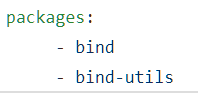 packages:
- bind
- bind-utils